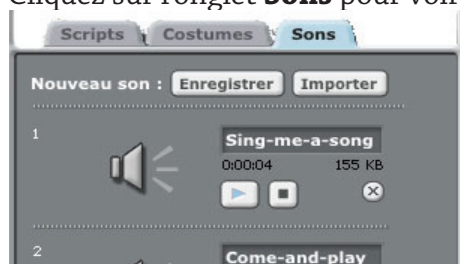 Cliquez sur l'onglet Sons pour voir
Scripts Costumes Sons
Nouveau son : Enregistrer Importer
1
Sing-me-a-song
0:00:04 155 KB
2
Come-and-play